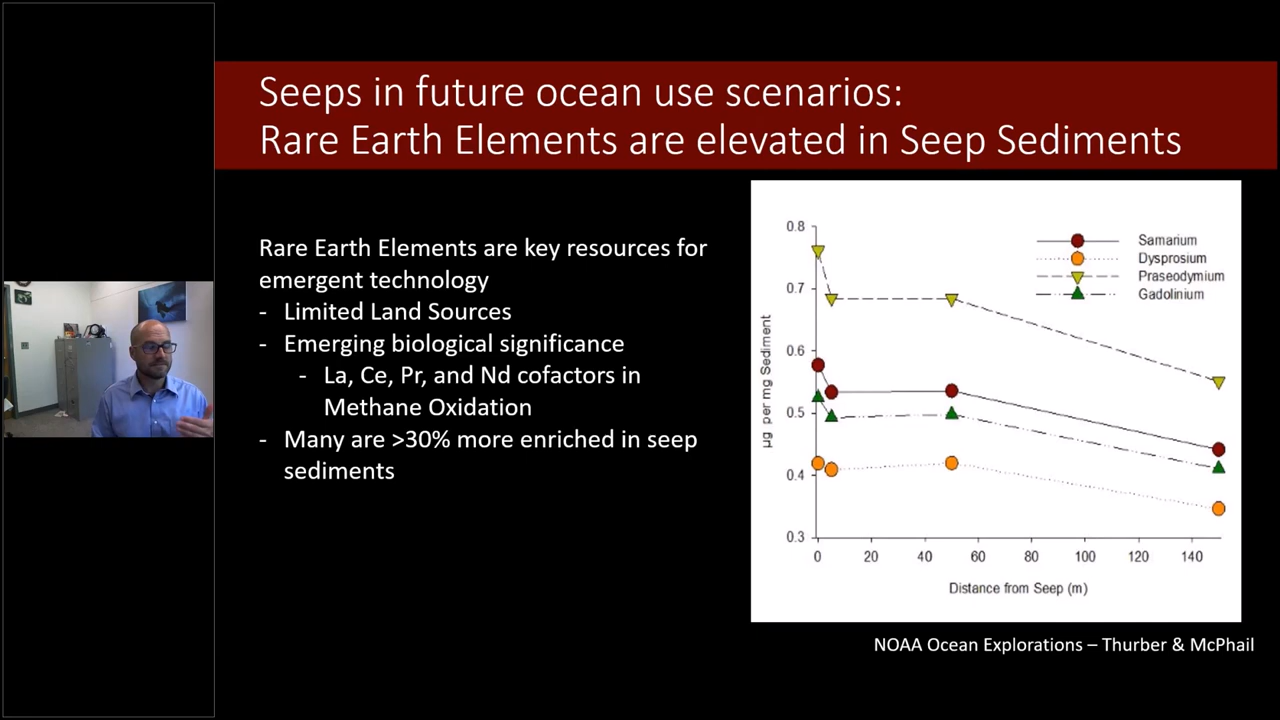 Seeps in future ocean use scenarios:
Rare Earth Elements are elevated in Seep Sediments
Rare Earth Elements are key resources for
emergent technology
- Limited Land Sources
- Emerging biological significance
- La, Ce, Pr, and Nd cofactors in
Methane Oxidation
- Many are >30% more enriched in seep
sediments
0.8
0.7
0.6
0.5
0.4
0.3
µg per mg Sediment
Samarium
Dysprosium
Praseodymium
Gadolinium
0 20 40 60 80 100 120 140
Distance from Seep (m)
NOAA Ocean Explorations – Thurber & McPhail